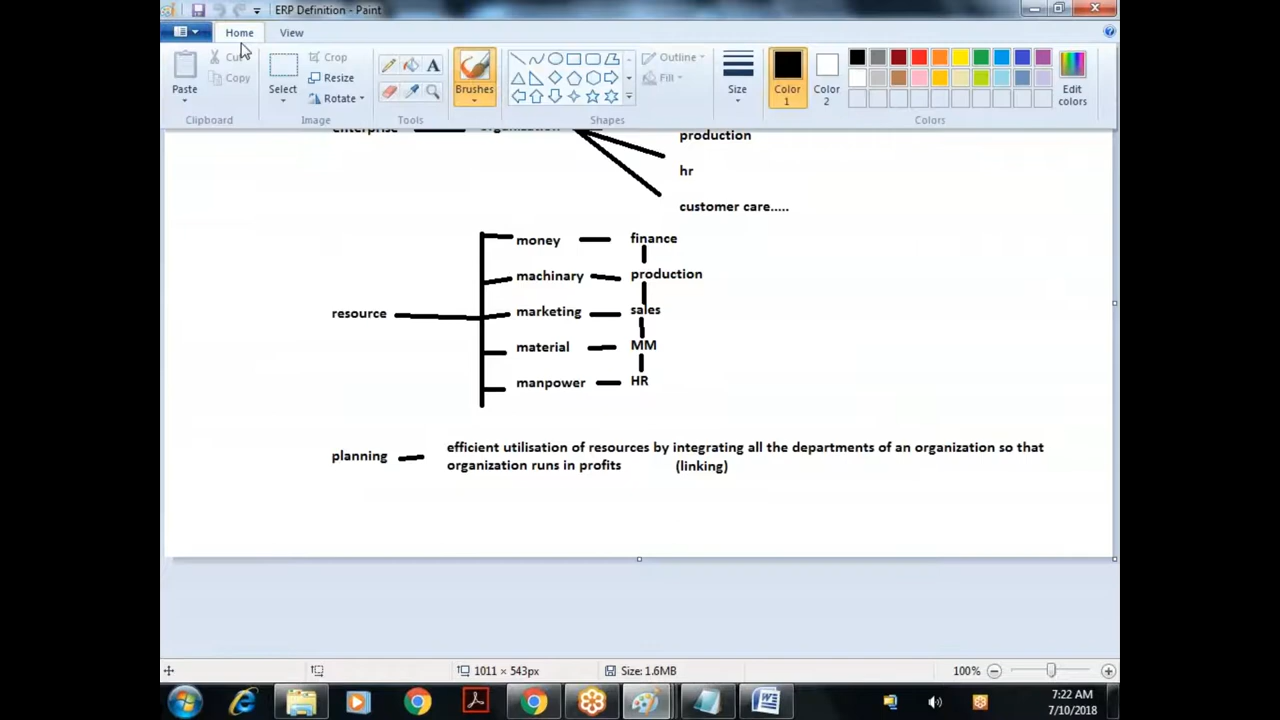 ERP Definition - Paint
Home View
Paste
Cut
Copy
Clipboard
Select
Crop
Resize
Rotate
Image
Tools
Brushes
Shapes
Outline
Fill
Size
Color 1
Color 2
Edit colors
Colors
enterprise organization
production
hr
customer care.....
resource
money finance
machinary production
marketing sales
material MM
manpower HR
planning
efficient utilisation of resources by integrating all the departments of an organization so that
organization runs in profits (linking)
1011 × 543px
Size: 1.6MB
100%
7:22 AM
7/10/2018